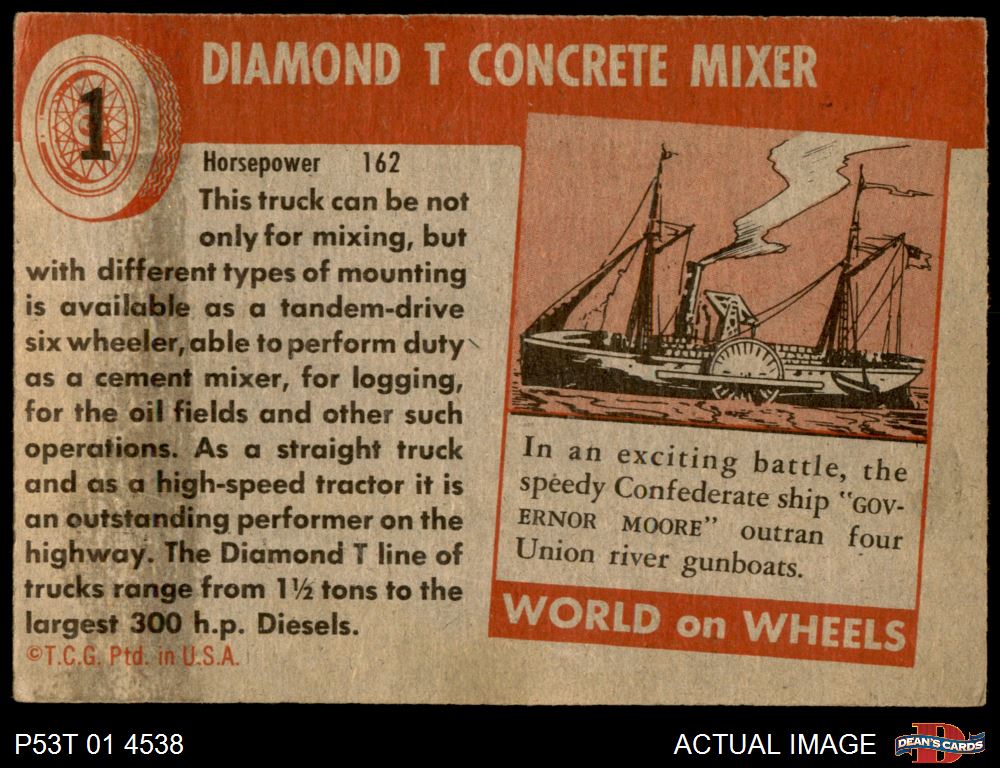 1
DIAMOND T CONCRETE MIXER
Horsepower 162
This truck can be not
only for mixing, but
with different types of mounting
is available as a tandem-drive
six wheeler, able to perform duty
as a cement mixer, for logging,
for the oil fields and other such
operations. As a straight truck
and as a high-speed tractor it is
an outstanding performer on the
highway. The Diamond T line of
trucks range from 1½ tons to the
largest 300 h.p. Diesels.
©T.C.G. Ptd. in U.S.A.
In an exciting battle, the
speedy Confederate ship "GOV-
ERNOR MOORE" outran four
Union river gunboats.
WORLD on WHEELS
P53T 01 4538
ACTUAL IMAGE
D
DEAN'S CARDS